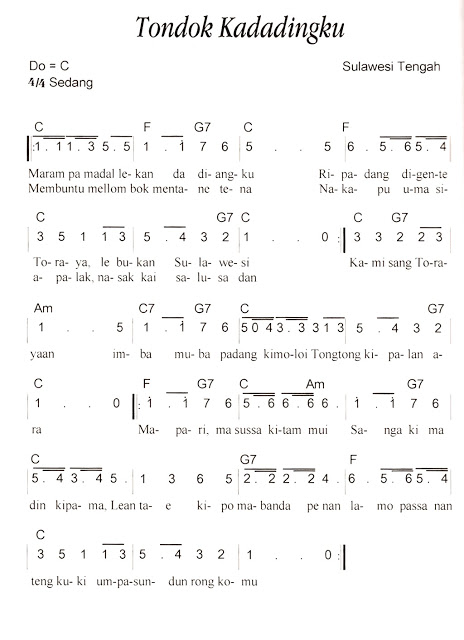 Tondok Kadadingku
Do = C
Sulawesi Tengah
4/4 Sedang
C F G7 C F
1 . 1 1 . 3 5 . 5 1 . 1 7 6 5 . . 5 6 . 5 . 6 5 . 4
Maram pa madal le- kan da di- ang- ku Ri- pa- dang di- gen- te
Membuntu mellom bok menta- ne te- na Na- ka- pu u- ma si-
C G7 C C G7
3 5 1 1 3 5 . 4 3 2 1 . . 0 : 3 3 2 2 3
To- ra- ya, le bu- kan Su- la- we- si Ka- mi sang To- ra-
a- pa- lak, na- sak kai sa- lu- sa dan
Am C7 G7 C G7
1 . . 5 1 . 1 7 6 5 0 4 3 . 3 3 1 3 5 . 4 3 2
yaan im- ba mu- ba padang kimo- loi Tongtong ki- pa- lan a-
C F G7 C Am G7
1 . . 0 : 1 . 1 7 6 5 . 6 6 . 6 6 . 1 . 1 7 6
ra Ma- pa- ri, ma sussa ki- tam mui Sa- nga ki ma
C G7 F
5 . 4 3 . 4 5 . 1 3 6 5 2 . 2 2 . 4 2 6 . 5 . 6 5 . 4
din kipa- ma, Lean ta- e ki- po ma- banda pe nan la- mo passa nan
C
3 5 1 1 3 5 . 4 3 2 1 . . 0 :
teng ku- ki um- pa- sun- dun rong ko- mu